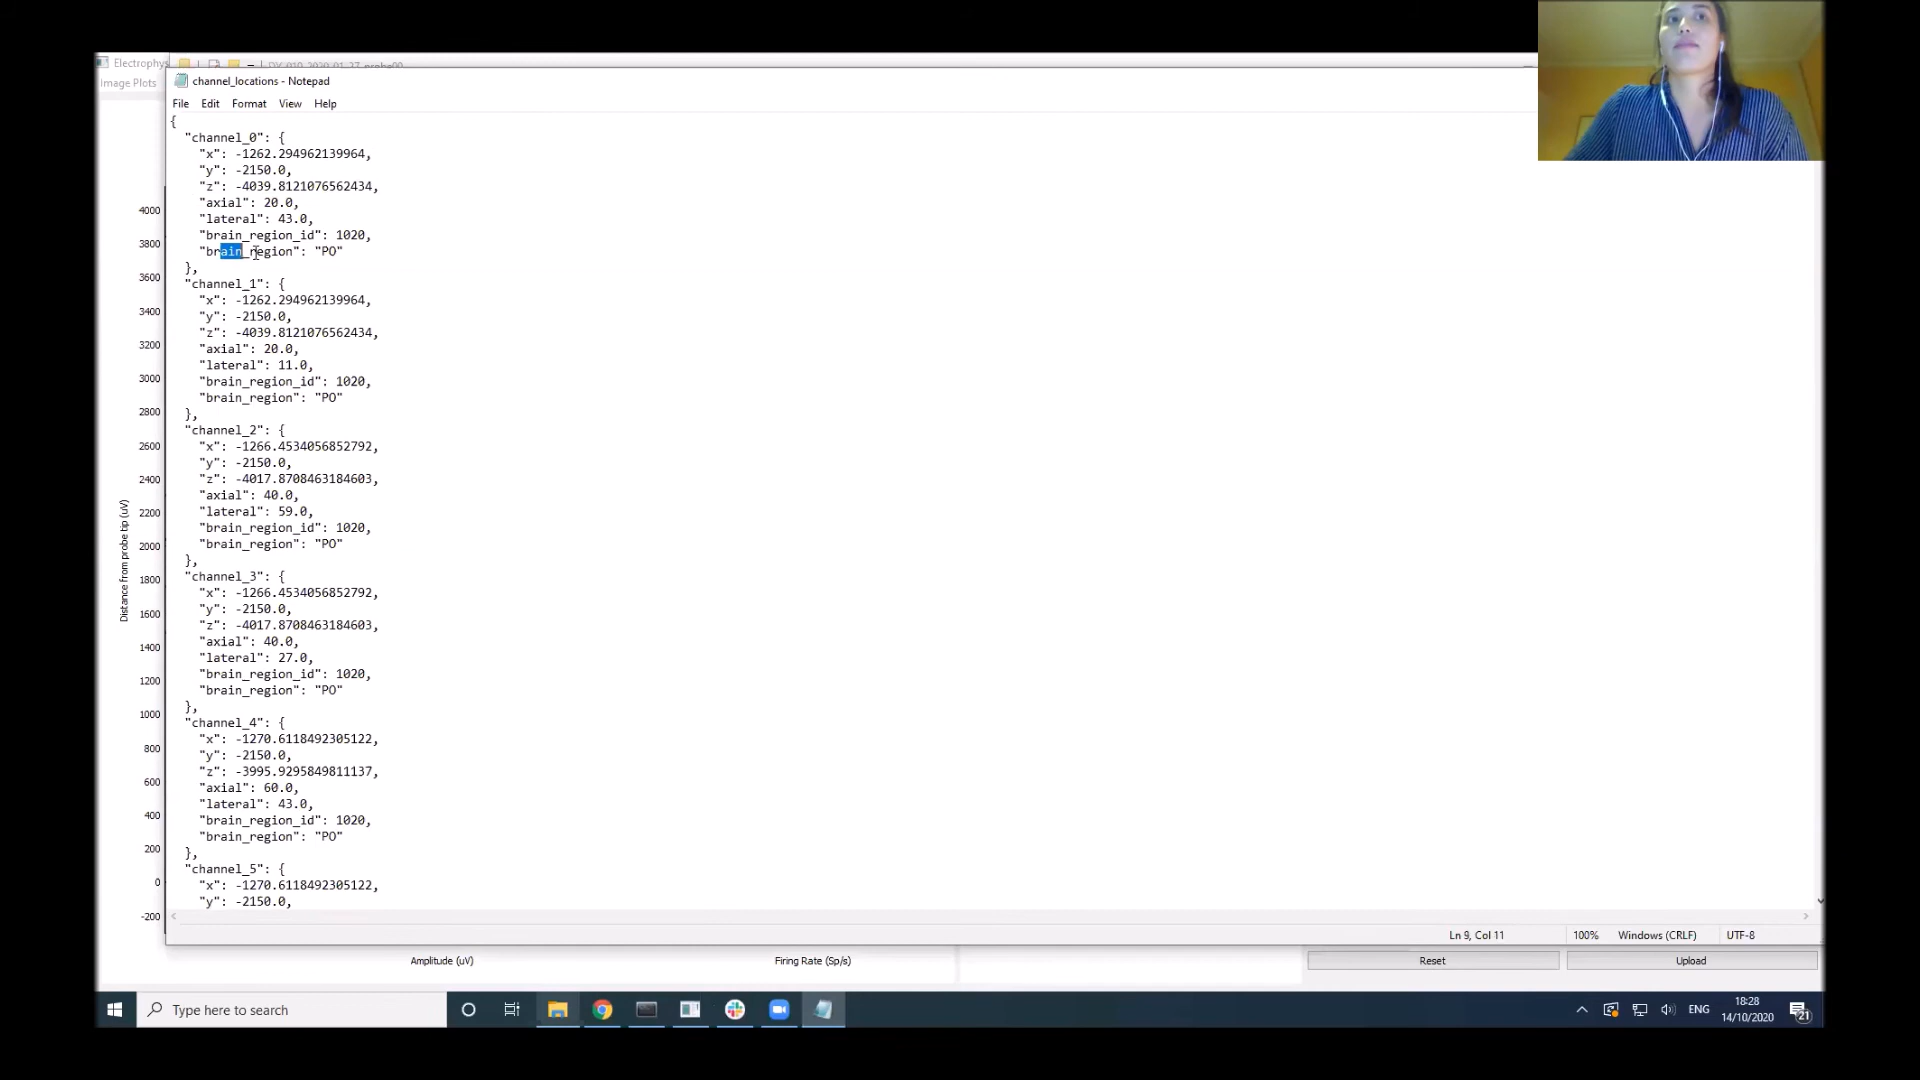 Electrophys
DY_010_2020-01-27_probe00
Image Plots
channel_locations - Notepad
File Edit Format View Help
{
"channel_0": {
"x": -1262.294962139964,
"y": -2150.0,
"z": -4039.8121076562434,
"axial": 20.0,
"lateral": 43.0,
"brain_region_id": 1020,
"brain_region": "PO"
},
"channel_1": {
"x": -1262.294962139964,
"y": -2150.0,
"z": -4039.8121076562434,
"axial": 20.0,
"lateral": 11.0,
"brain_region_id": 1020,
"brain_region": "PO"
},
"channel_2": {
"x": -1266.4534056852792,
"y": -2150.0,
"z": -4017.8708463184603,
"axial": 40.0,
"lateral": 59.0,
"brain_region_id": 1020,
"brain_region": "PO"
},
"channel_3": {
"x": -1266.4534056852792,
"y": -2150.0,
"z": -4017.8708463184603,
"axial": 40.0,
"lateral": 27.0,
"brain_region_id": 1020,
"brain_region": "PO"
},
"channel_4": {
"x": -1270.6118492305122,
"y": -2150.0,
"z": -3995.9295849811137,
"axial": 60.0,
"lateral": 43.0,
"brain_region_id": 1020,
"brain_region": "PO"
},
"channel_5": {
"x": -1270.6118492305122,
"y": -2150.0,
4000
3800
3600
3400
3200
3000
2800
2600
2400
2200
2000
1800
1600
1400
1200
1000
800
600
400
200
0
-200
Distance from probe tip (uV)
Ln 9, Col 11 100% Windows (CRLF) UTF-8
Amplitude (uV) Firing Rate (Sp/s) Reset Upload
Type here to search
ENG
18:28
14/10/2020
21